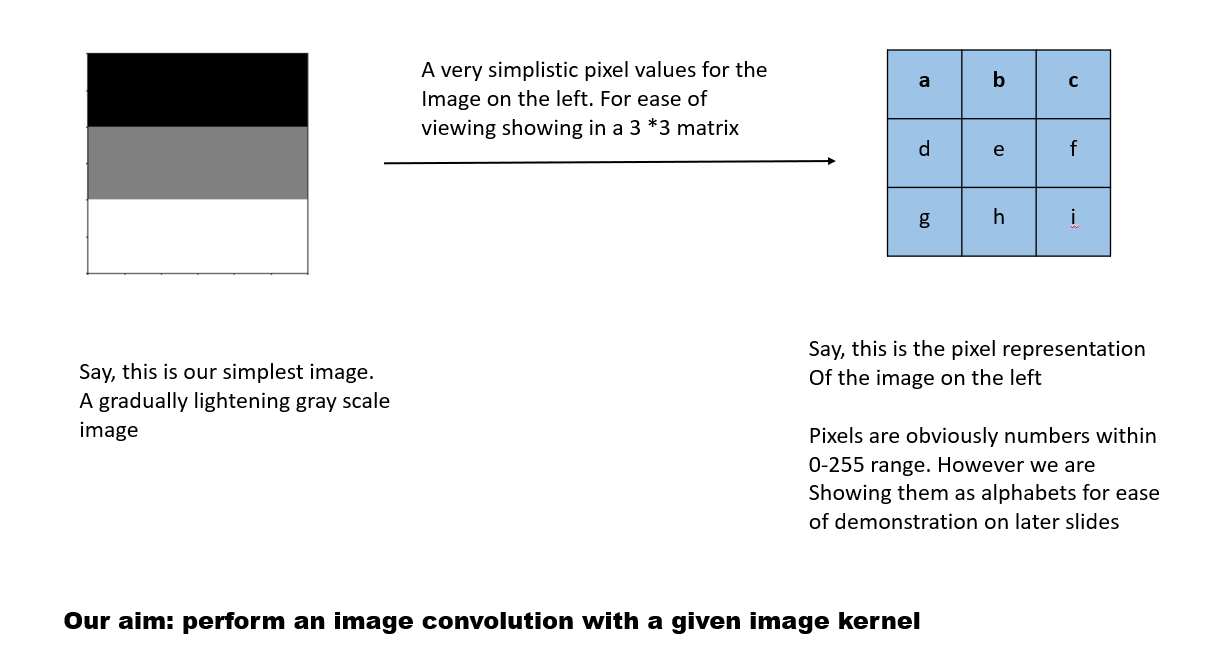 A very simplistic pixel values for the
Image on the left. For ease of
viewing showing in a 3 *3 matrix
a b c
d e f
g h i
Say, this is our simplest image.
A gradually lightening gray scale
image
Say, this is the pixel representation
Of the image on the left
Pixels are obviously numbers within
0-255 range. However we are
Showing them as alphabets for ease
of demonstration on later slides
Our aim: perform an image convolution with a given image kernel